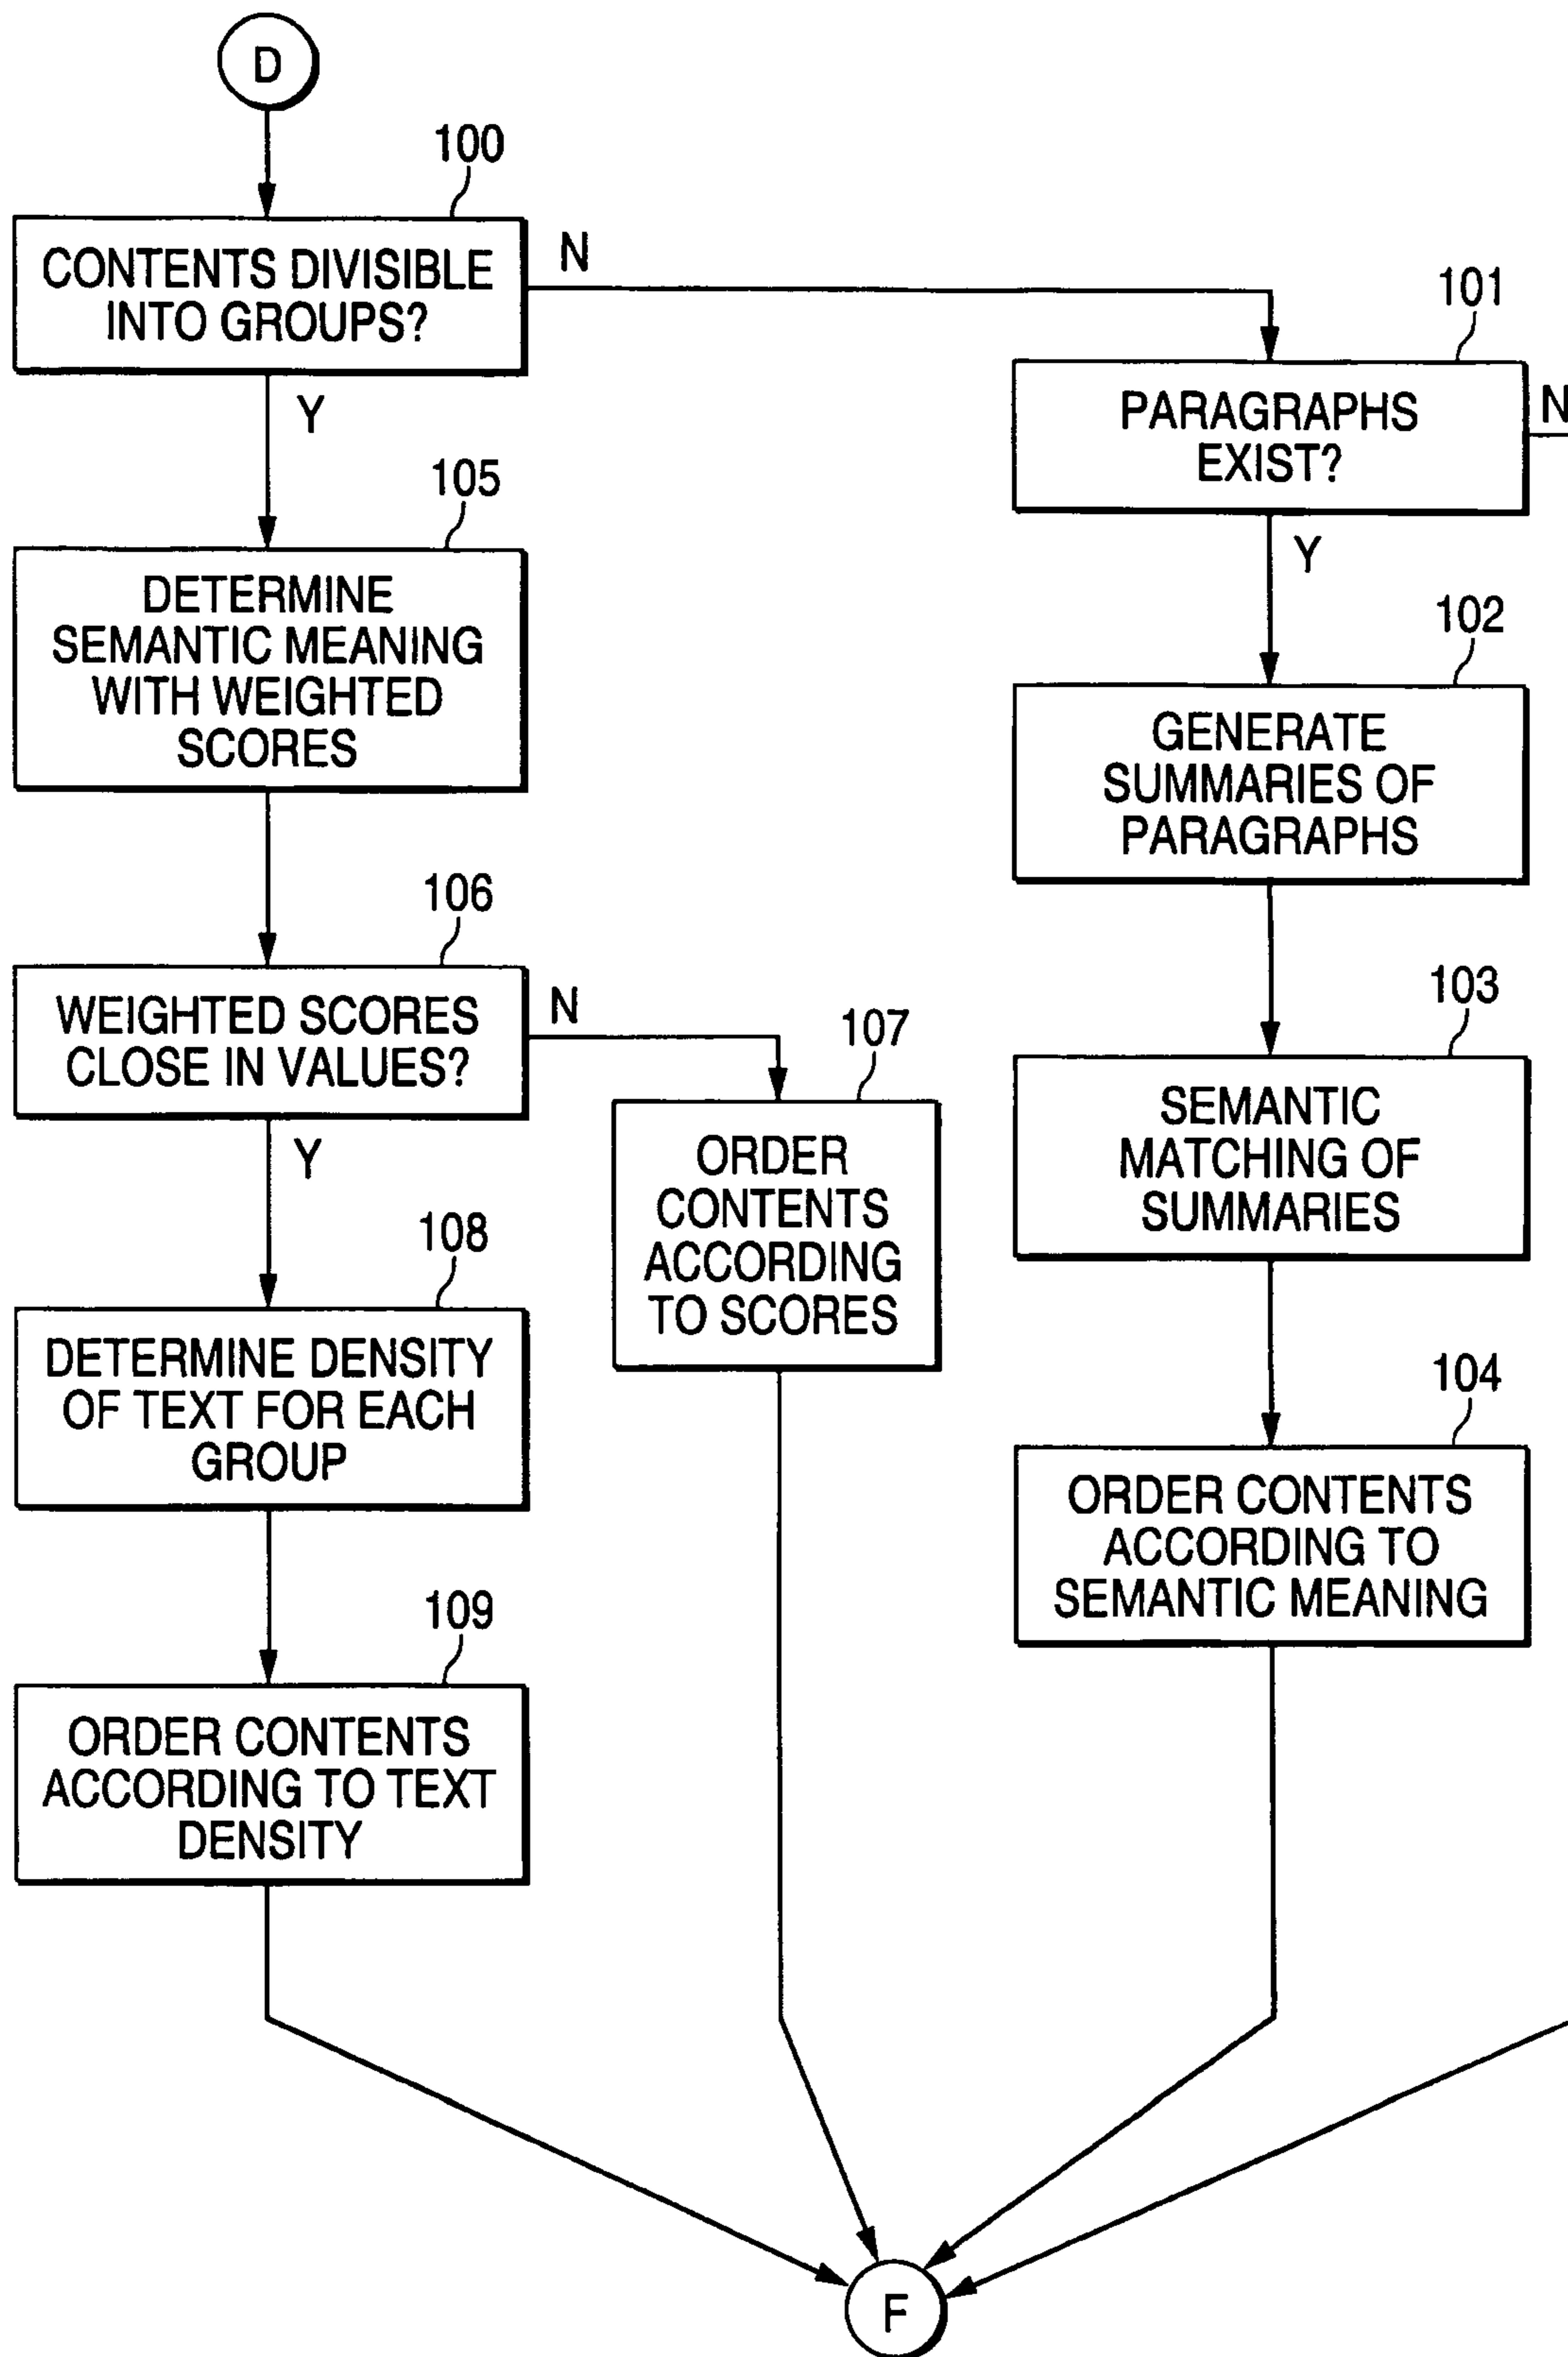 D
100
CONTENTS DIVISIBLE
INTO GROUPS?
N
Y
101
PARAGRAPHS
EXIST?
N
Y
105
DETERMINE
SEMANTIC MEANING
WITH WEIGHTED
SCORES
102
GENERATE
SUMMARIES OF
PARAGRAPHS
106
WEIGHTED SCORES
CLOSE IN VALUES?
N
Y
107
ORDER
CONTENTS
ACCORDING
TO SCORES
103
SEMANTIC
MATCHING OF
SUMMARIES
108
DETERMINE DENSITY
OF TEXT FOR EACH
GROUP
104
ORDER CONTENTS
ACCORDING TO
SEMANTIC MEANING
109
ORDER CONTENTS
ACCORDING TO TEXT
DENSITY
F